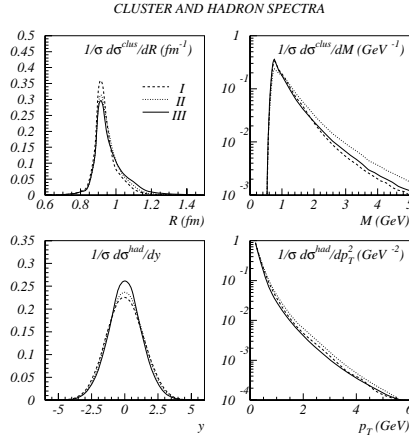 CLUSTER AND HADRON SPECTRA
1/σ dσ^clus/dR (fm^-1)
I
II
III
0.5
0.45
0.4
0.35
0.3
0.25
0.2
0.15
0.1
0.05
0
0.6 0.8 1 1.2 1.4
R (fm)
1/σ dσ^clus/dM (GeV^-1)
1
10^-1
10^-2
10^-3
0 1 2 3 4 5
M (GeV)
1/σ dσ^had/dy
0.35
0.3
0.25
0.2
0.15
0.1
0.05
0
-5 -2.5 0 2.5 5
y
1/σ dσ^had/dp_T^2 (GeV^-2)
1
10^-1
10^-2
10^-3
10^-4
0 2 4 6
p_T (GeV)